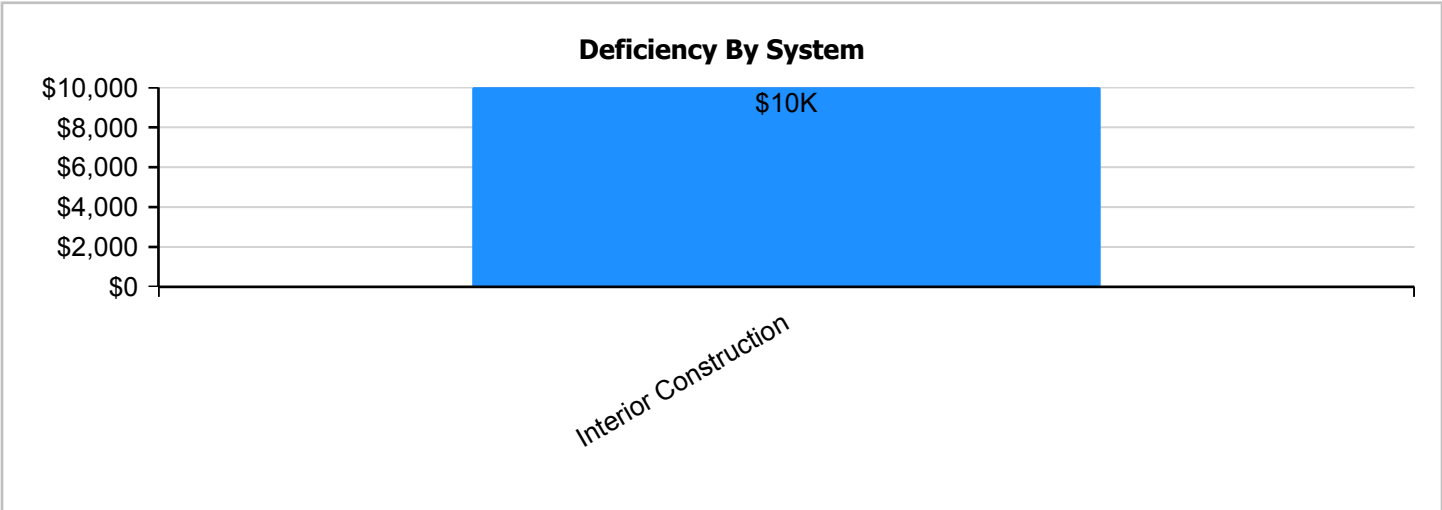 Deficiency By System
$10,000
$8,000
$6,000
$4,000
$2,000
$0
$10K
Interior Construction